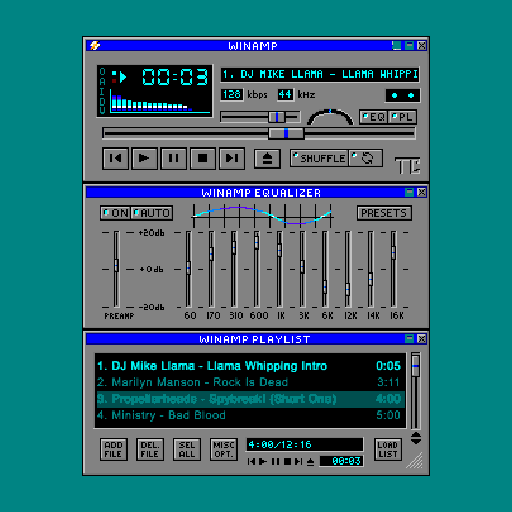 WINAMP
OAIDU
00:03
1. DJ MIKE LLAMA - LLAMA WHIPPI
128 kbps 44 kHz
EQ PL
SHUFFLE
WINAMP EQUALIZER
ON AUTO PRESETS
+20db
+0db
-20db
PREAMP 60 170 310 600 1K 3K 6K 12K 14K 16K
WINAMP PLAYLIST
1. DJ Mike Llama - Llama Whipping Intro 0:05
2. Marilyn Manson - Rock Is Dead 3:11
3. Propellerheads - Spybreak! (Short One) 4:00
4. Ministry - Bad Blood 5:00
ADD FILE DEL FILE SEL ALL MISC OPT. 4:00/12:16 LOAD LIST
00:03